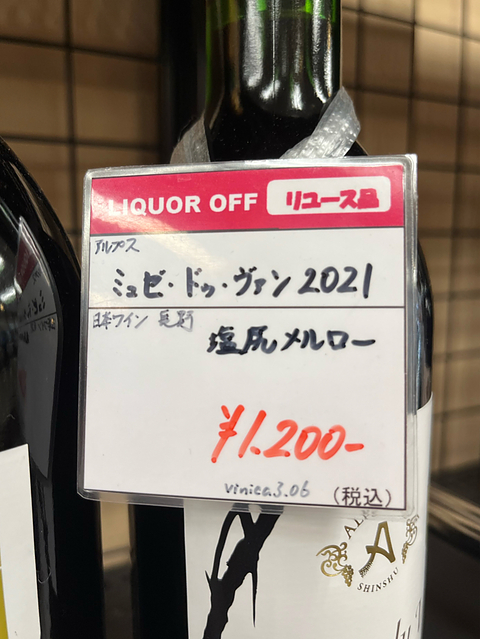 LIQUOR OFF リユース品
アルプス
ミュゼ・ドゥ・ヴァン 2021
日本ワイン 長野
塩尻メルロー
¥1.200-
vinica3.06 (税込)
A
SHINSHU